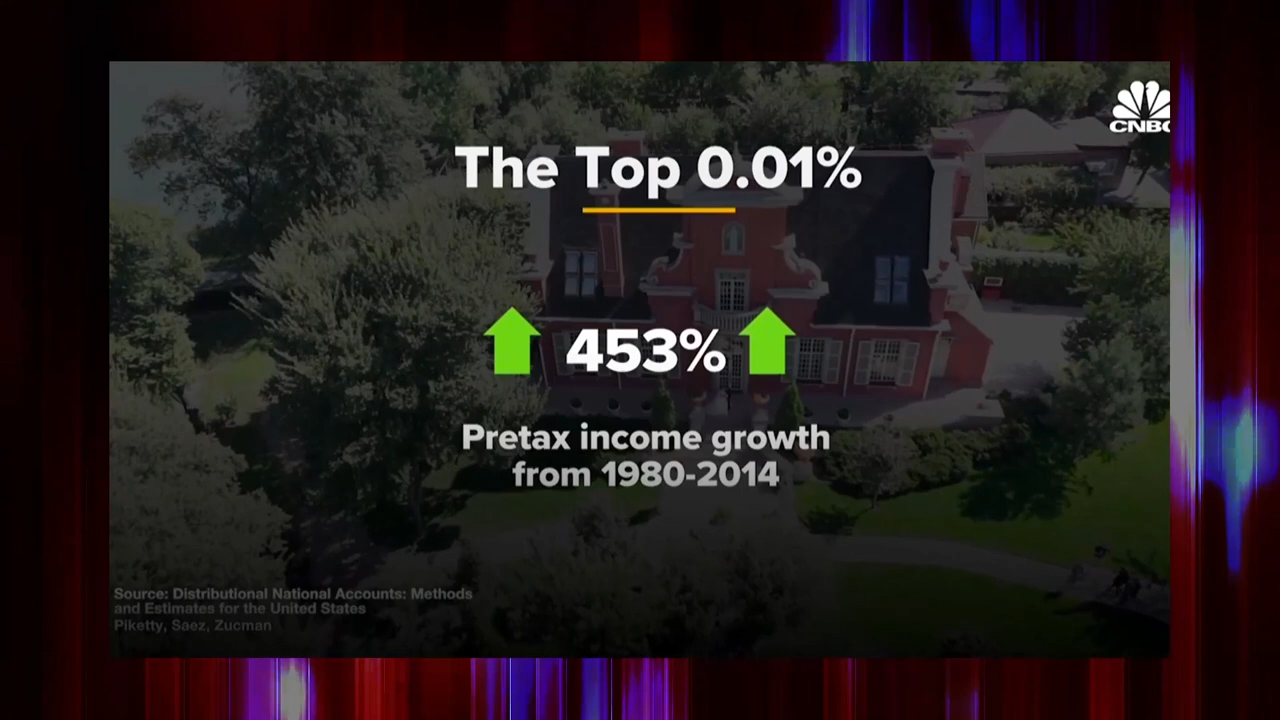 CNBC
The Top 0.01%
453%
Pretax income growth
from 1980-2014
Source: Distributional National Accounts: Methods
and Estimates for the United States
Piketty, Saez, Zucman